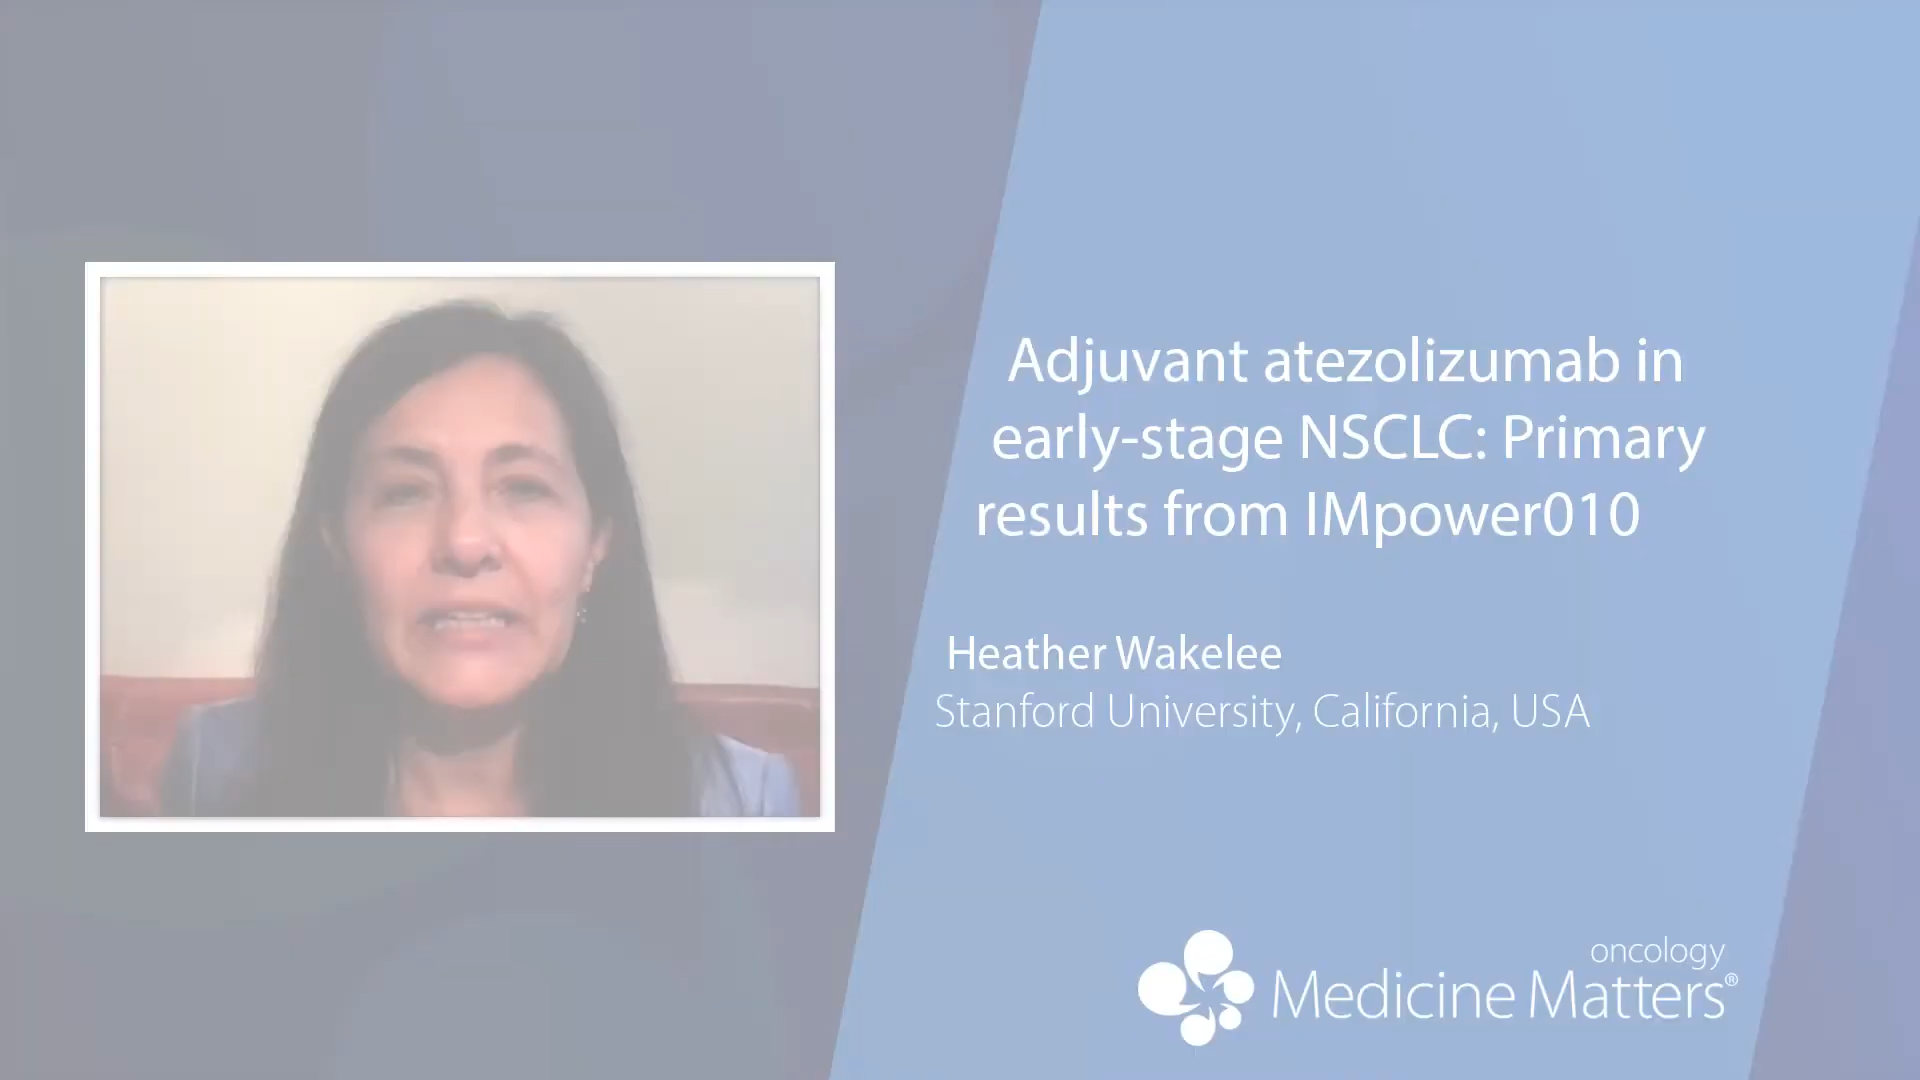 Adjuvant atezolizumab in
early-stage NSCLC: Primary
results from IMpower010
Heather Wakelee
Stanford University, California, USA
oncology
Medicine Matters®